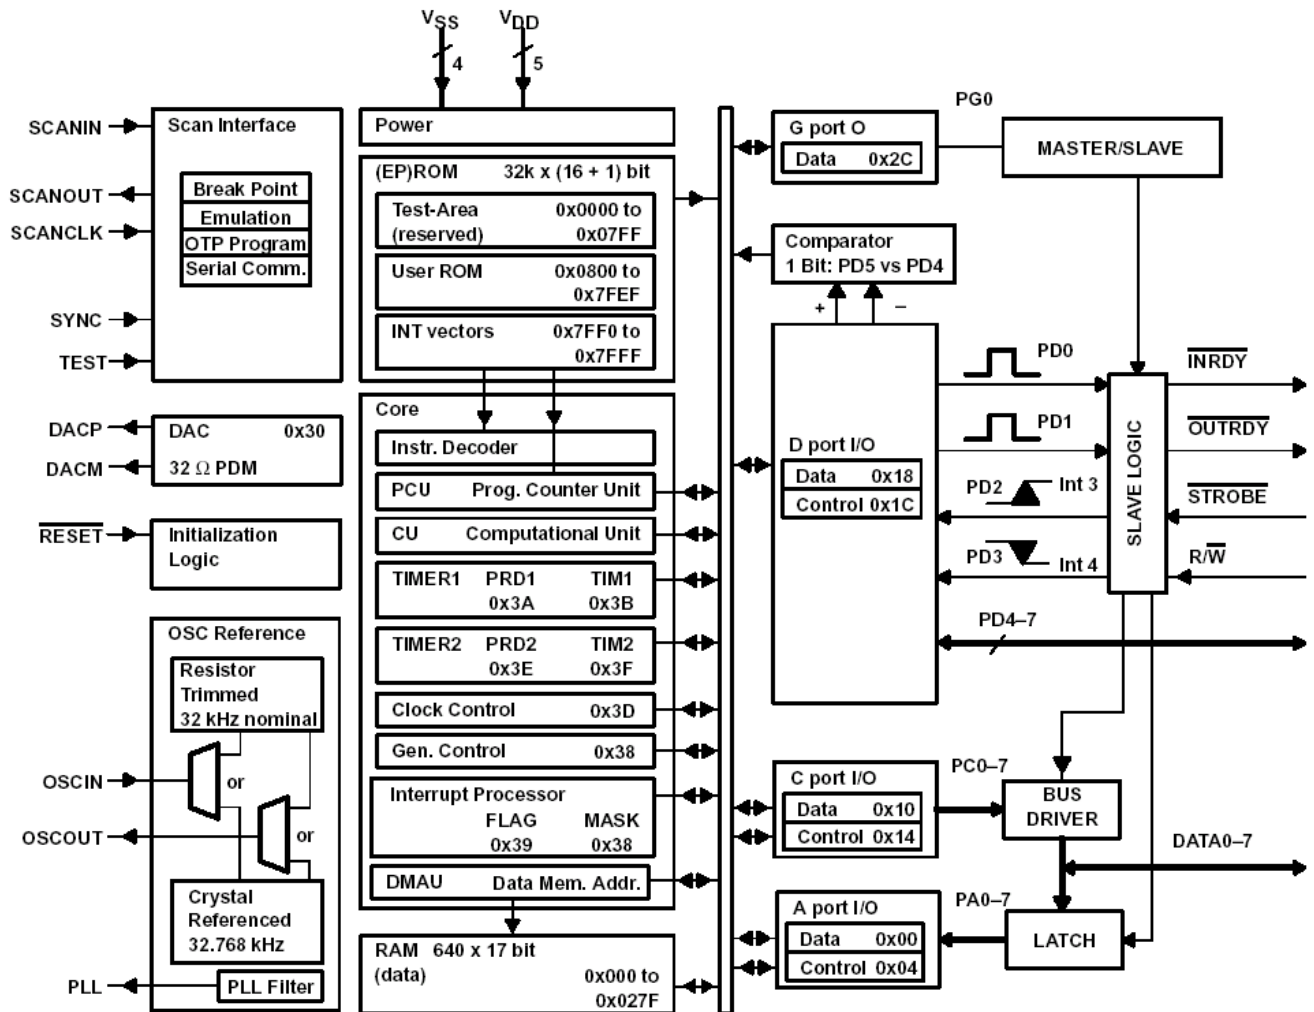 VSS VDD
4 5
SCANIN
SCANOUT
SCANCLK
SYNC
TEST
Scan Interface
Break Point
Emulation
OTP Program
Serial Comm.
DACP
DACM
DAC 0x30
32 Ω PDM
RESET
Initialization
Logic
OSC Reference
Resistor
Trimmed
32 kHz nominal
OSCIN
or
OSCOUT
or
Crystal
Referenced
32.768 kHz
PLL
PLL Filter
Power
(EP)ROM 32k x (16 + 1) bit
Test-Area 0x0000 to
(reserved) 0x07FF
User ROM 0x0800 to
0x7FEF
INT vectors 0x7FF0 to
0x7FFF
Core
Instr. Decoder
PCU Prog. Counter Unit
CU Computational Unit
TIMER1 PRD1 TIM1
0x3A 0x3B
TIMER2 PRD2 TIM2
0x3E 0x3F
Clock Control 0x3D
Gen. Control 0x38
Interrupt Processor
FLAG MASK
0x39 0x38
DMAU Data Mem. Addr.
RAM 640 x 17 bit
(data) 0x000 to
0x027F
G port O
Data 0x2C
PG0
MASTER/SLAVE
Comparator
1 Bit: PD5 vs PD4
+ –
D port I/O
Data 0x18
Control 0x1C
PD0
PD1
PD2 Int 3
PD3 Int 4
PD4–7
SLAVE LOGIC
INRDY
OUTRDY
STROBE
R/W
C port I/O
Data 0x10
Control 0x14
PC0–7
BUS
DRIVER
DATA0–7
A port I/O
Data 0x00
Control 0x04
PA0–7
LATCH